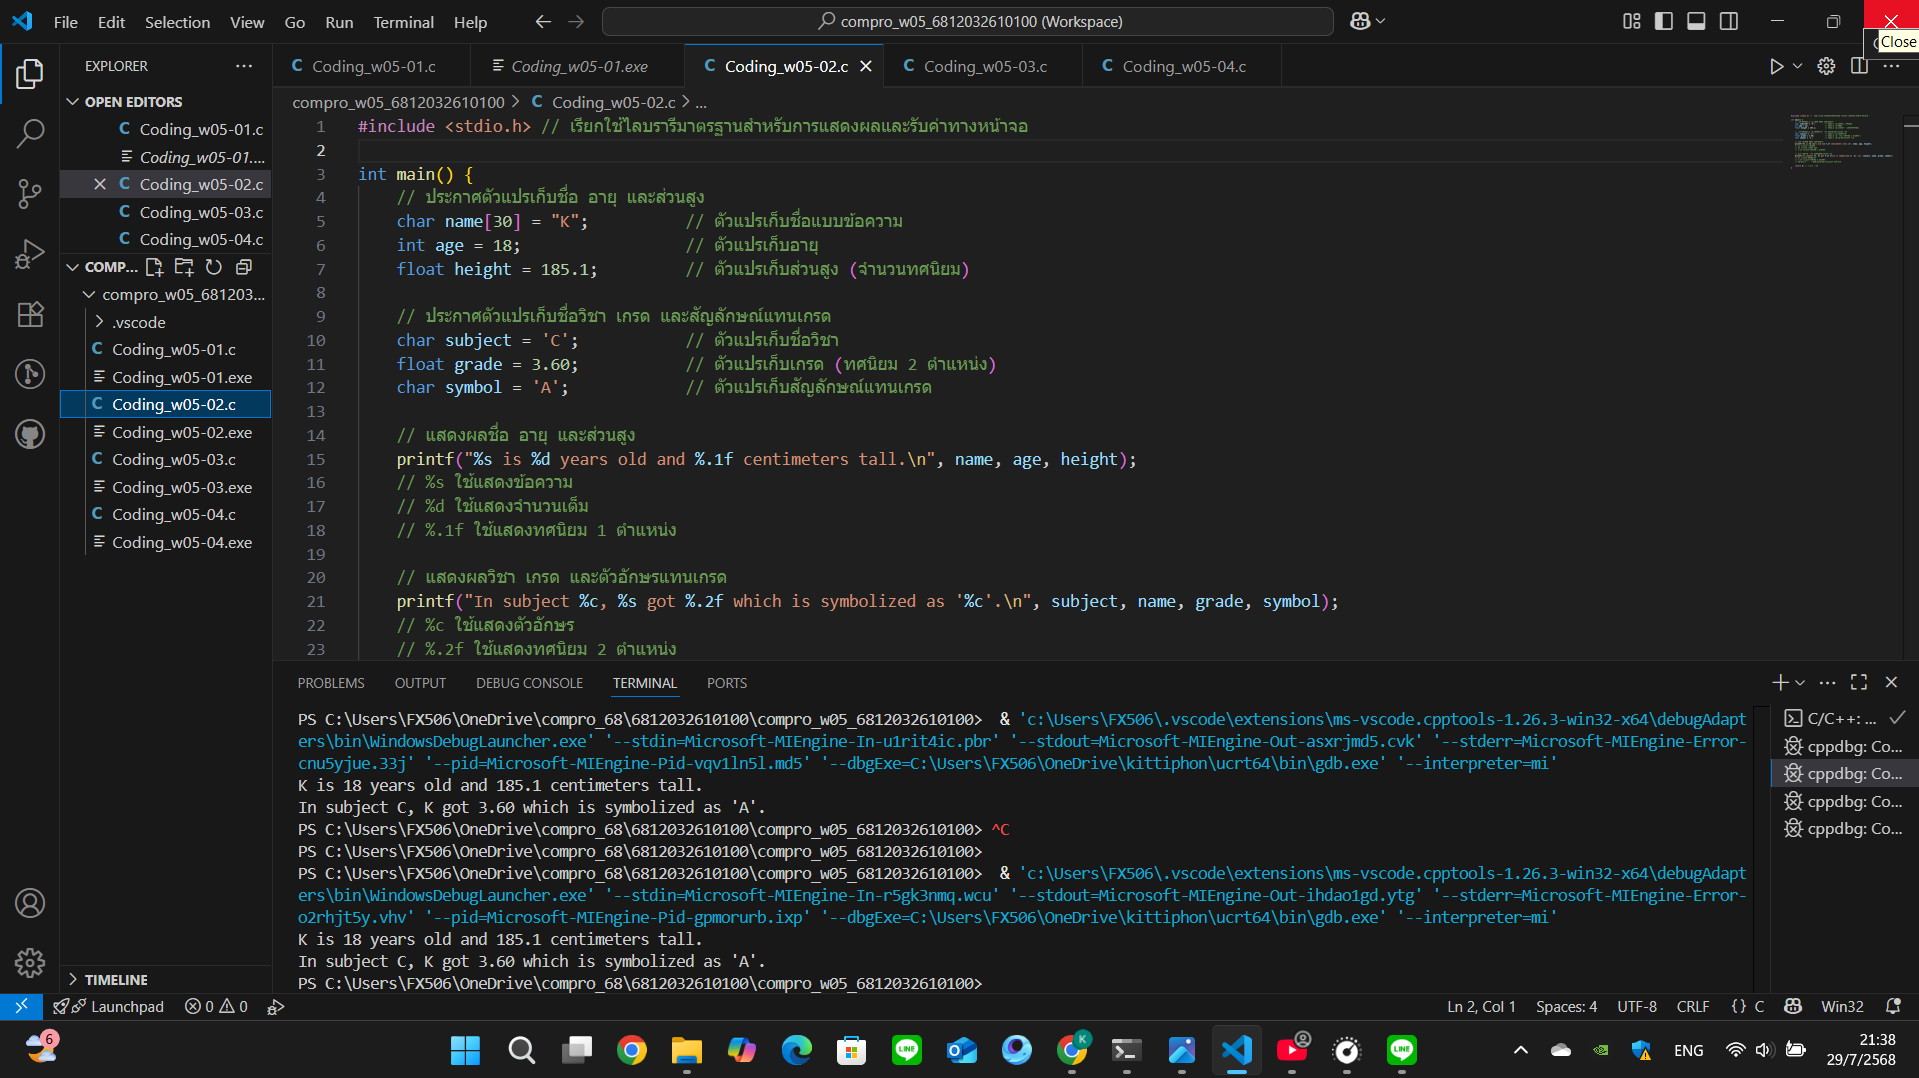 File Edit Selection View Go Run Terminal Help
compro_w05_6812032610100 (Workspace)
Close
EXPLORER
OPEN EDITORS
Coding_w05-01.c
Coding_w05-01....
Coding_w05-02.c
Coding_w05-03.c
Coding_w05-04.c
COMP...
compro_w05_681203...
.vscode
Coding_w05-01.c
Coding_w05-01.exe
Coding_w05-02.c
Coding_w05-02.exe
Coding_w05-03.c
Coding_w05-03.exe
Coding_w05-04.c
Coding_w05-04.exe
TIMELINE
Coding_w05-01.c Coding_w05-01.exe Coding_w05-02.c Coding_w05-03.c Coding_w05-04.c
compro_w05_6812032610100 > C Coding_w05-02.c > ...
1 #include <stdio.h> // เรียกใช้ไลบรารีมาตรฐานสำหรับการแสดงผลและรับค่าทางหน้าจอ
2
3 int main() {
4 // ประกาศตัวแปรเก็บชื่อ อายุ และส่วนสูง
5 char name[30] = "K"; // ตัวแปรเก็บชื่อแบบข้อความ
6 int age = 18; // ตัวแปรเก็บอายุ
7 float height = 185.1; // ตัวแปรเก็บส่วนสูง (จำนวนทศนิยม)
8
9 // ประกาศตัวแปรเก็บชื่อวิชา เกรด และสัญลักษณ์แทนเกรด
10 char subject = 'C'; // ตัวแปรเก็บชื่อวิชา
11 float grade = 3.60; // ตัวแปรเก็บเกรด (ทศนิยม 2 ตำแหน่ง)
12 char symbol = 'A'; // ตัวแปรเก็บสัญลักษณ์แทนเกรด
13
14 // แสดงผลชื่อ อายุ และส่วนสูง
15 printf("%s is %d years old and %.1f centimeters tall.\n", name, age, height);
16 // %s ใช้แสดงข้อความ
17 // %d ใช้แสดงจำนวนเต็ม
18 // %.1f ใช้แสดงทศนิยม 1 ตำแหน่ง
19
20 // แสดงผลวิชา เกรด และตัวอักษรแทนเกรด
21 printf("In subject %c, %s got %.2f which is symbolized as '%c'.\n", subject, name, grade, symbol);
22 // %c ใช้แสดงตัวอักษร
23 // %.2f ใช้แสดงทศนิยม 2 ตำแหน่ง
PROBLEMS OUTPUT DEBUG CONSOLE TERMINAL PORTS
PS C:\Users\FX506\OneDrive\compro_68\6812032610100\compro_w05_6812032610100> & 'c:\Users\FX506\.vscode\extensions\ms-vscode.cpptools-1.26.3-win32-x64\debugAdapt
ers\bin\WindowsDebugLauncher.exe' '--stdin=Microsoft-MIEngine-In-u1rit4ic.pbr' '--stdout=Microsoft-MIEngine-Out-asxrjmd5.cvk' '--stderr=Microsoft-MIEngine-Error-
cnu5yjue.33j' '--pid=Microsoft-MIEngine-Pid-vqv1ln5l.md5' '--dbgExe=C:\Users\FX506\OneDrive\kittiphon\ucrt64\bin\gdb.exe' '--interpreter=mi'
K is 18 years old and 185.1 centimeters tall.
In subject C, K got 3.60 which is symbolized as 'A'.
PS C:\Users\FX506\OneDrive\compro_68\6812032610100\compro_w05_6812032610100> ^C
PS C:\Users\FX506\OneDrive\compro_68\6812032610100\compro_w05_6812032610100>
PS C:\Users\FX506\OneDrive\compro_68\6812032610100\compro_w05_6812032610100> & 'c:\Users\FX506\.vscode\extensions\ms-vscode.cpptools-1.26.3-win32-x64\debugAdapt
ers\bin\WindowsDebugLauncher.exe' '--stdin=Microsoft-MIEngine-In-r5gk3nmq.wcu' '--stdout=Microsoft-MIEngine-Out-ihdao1gd.ytg' '--stderr=Microsoft-MIEngine-Error-
o2rhjt5y.vhv' '--pid=Microsoft-MIEngine-Pid-gpmorurb.ixp' '--dbgExe=C:\Users\FX506\OneDrive\kittiphon\ucrt64\bin\gdb.exe' '--interpreter=mi'
K is 18 years old and 185.1 centimeters tall.
In subject C, K got 3.60 which is symbolized as 'A'.
PS C:\Users\FX506\OneDrive\compro_68\6812032610100\compro_w05_6812032610100>
C/C++: ...
cppdbg: Co...
cppdbg: Co...
cppdbg: Co...
cppdbg: Co...
Launchpad 0 0 Ln 2, Col 1 Spaces: 4 UTF-8 CRLF {} C Win32
6
ENG
21:38
29/7/2568